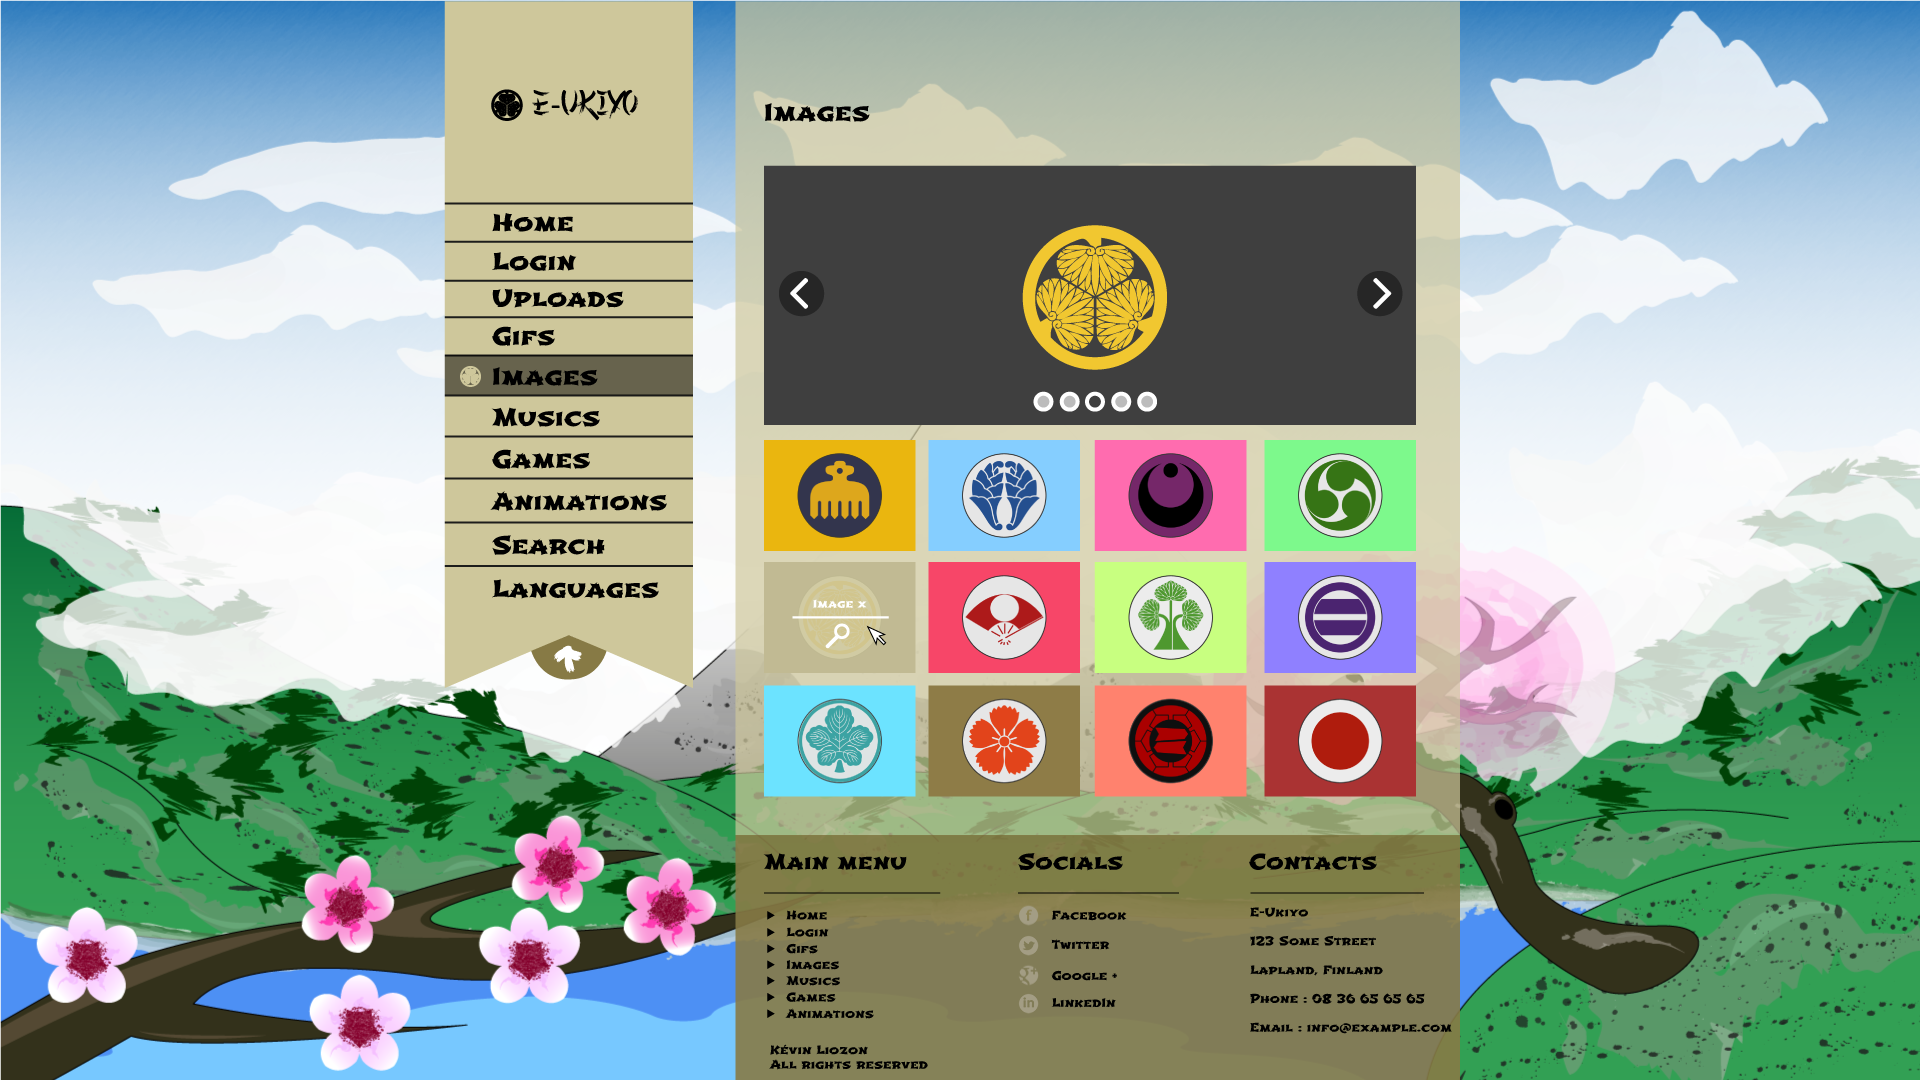 E-UKIYO
HOME
LOGIN
UPLOADS
GIFS
IMAGES
MUSICS
GAMES
ANIMATIONS
SEARCH
LANGUAGES
IMAGES
IMAGE X
MAIN MENU
HOME
LOGIN
GIFS
IMAGES
MUSICS
GAMES
ANIMATIONS
KÉVIN LIOZON
ALL RIGHTS RESERVED
SOCIALS
FACEBOOK
TWITTER
GOOGLE +
LINKEDIN
CONTACTS
E-UKIYO
123 SOME STREET
LAPLAND, FINLAND
PHONE : 08 36 65 65 65
EMAIL : INFO@EXAMPLE.COM